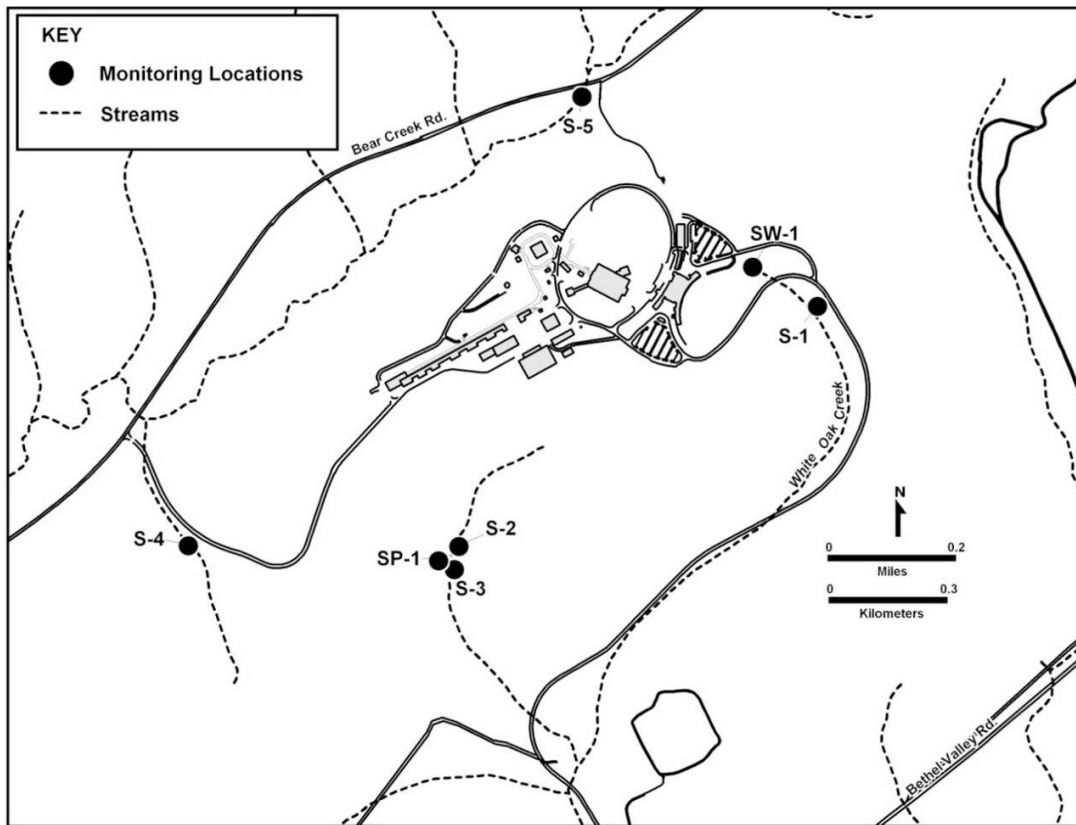 KEY
Monitoring Locations
Streams
Bear Creek Rd.
S-5
SW-1
S-1
White Oak Creek
N
S-4
S-2
SP-1
S-3
0 0.2
Miles
0 0.3
Kilometers
Bethel Valley Rd.